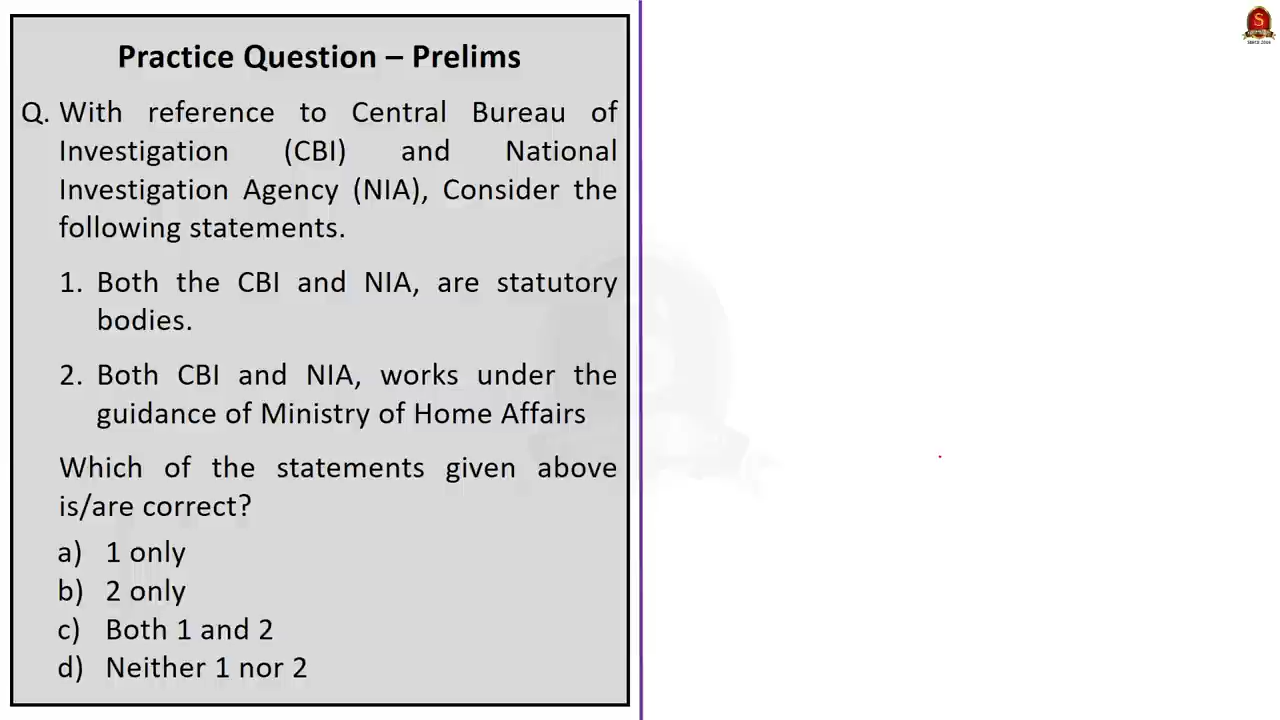 Practice Question – Prelims
Q. With reference to Central Bureau of
Investigation (CBI) and National
Investigation Agency (NIA), Consider the
following statements.
1. Both the CBI and NIA, are statutory
bodies.
2. Both CBI and NIA, works under the
guidance of Ministry of Home Affairs
Which of the statements given above
is/are correct?
a) 1 only
b) 2 only
c) Both 1 and 2
d) Neither 1 nor 2
S